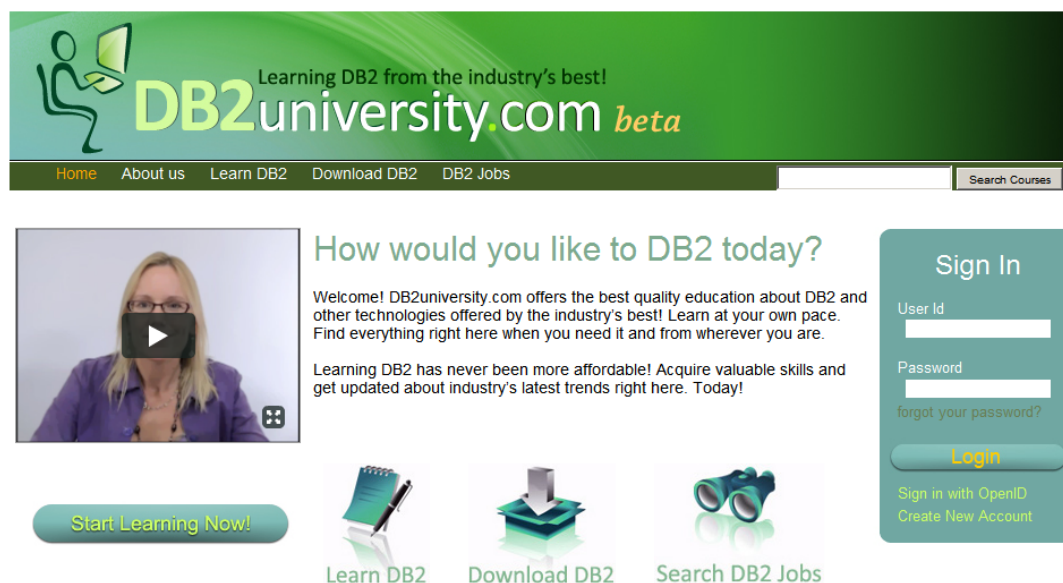 Learning DB2 from the industry's best!
DB2university.com beta
Home About us Learn DB2 Download DB2 DB2 Jobs Search Courses
How would you like to DB2 today?
Welcome! DB2university.com offers the best quality education about DB2 and
other technologies offered by the industry's best! Learn at your own pace.
Find everything right here when you need it and from wherever you are.
Learning DB2 has never been more affordable! Acquire valuable skills and
get updated about industry's latest trends right here. Today!
Start Learning Now!
Learn DB2 Download DB2 Search DB2 Jobs
Sign In
User Id
Password
forgot your password?
Login
Sign in with OpenID
Create New Account